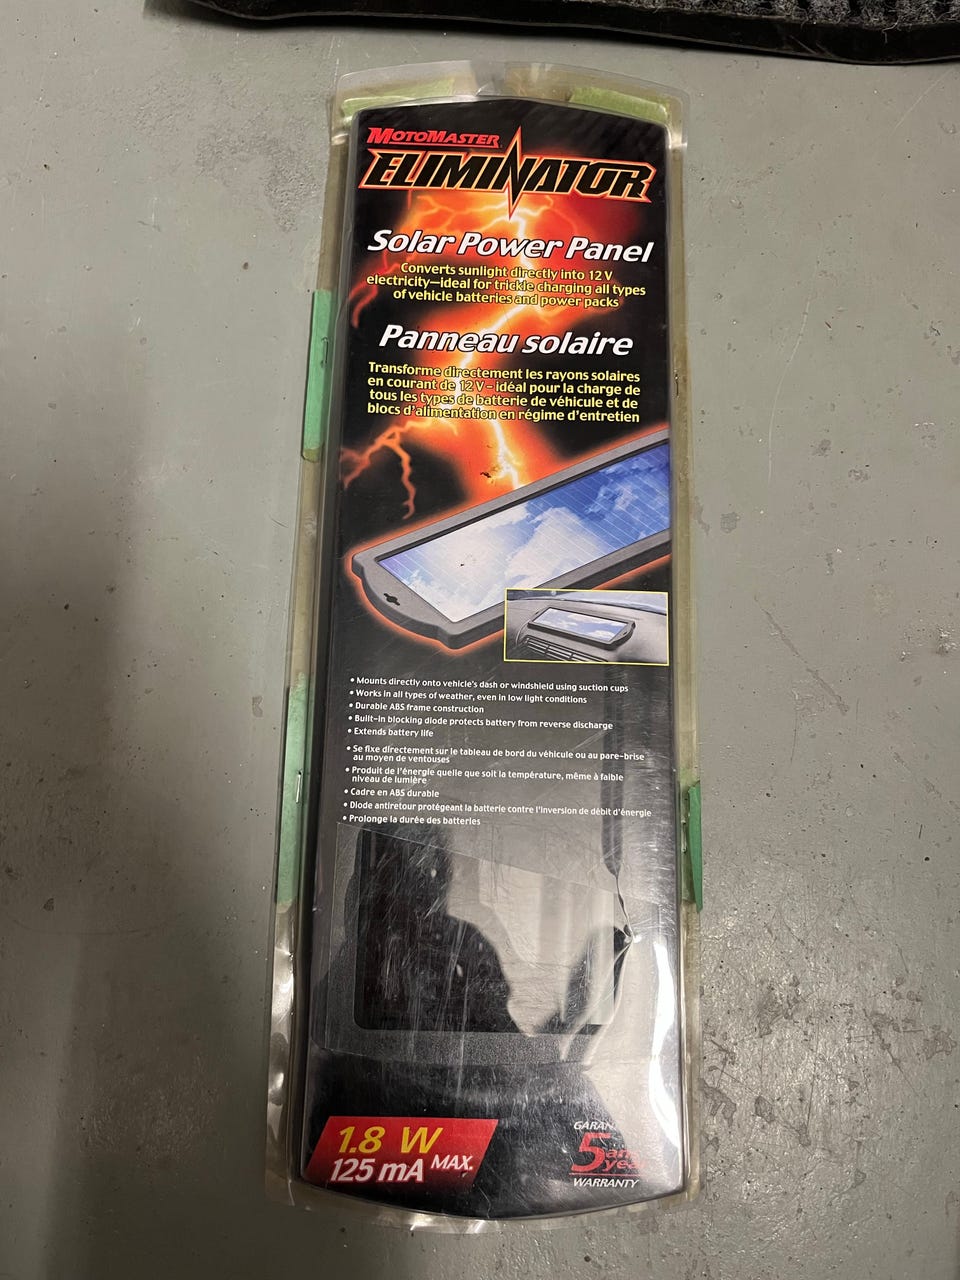 MOTOMASTER
ELIMINATOR
Solar Power Panel
Converts sunlight directly into 12 V
electricity—ideal for trickle charging all types
of vehicle batteries and power packs
Panneau solaire
Transforme directement les rayons solaires
en courant de 12 V – idéal pour la charge de
tous les types de batterie de véhicule et de
blocs d'alimentation en régime d'entretien
• Mounts directly onto vehicle's dash or windshield using suction cups
• Works in all types of weather, even in low light conditions
• Durable ABS frame construction
• Built-in blocking diode protects battery from reverse discharge
• Extends battery life
• Se fixe directement sur le tableau de bord du véhicule ou au pare-brise
au moyen de ventouses
• Produit de l'énergie quelle que soit la température, même à faible
niveau de lumière
• Cadre en ABS durable
• Diode antiretour protégeant la batterie contre l'inversion de débit d'énergie
• Prolonge la durée des batteries
1.8 W
125 mA MAX.
5
year
WARRANTY